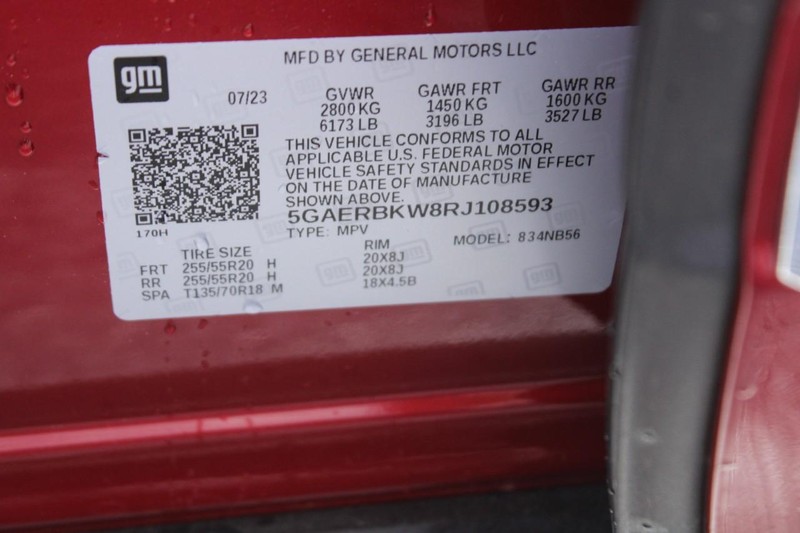 gm
MFD BY GENERAL MOTORS LLC
07/23
GVWR GAWR FRT GAWR RR
2800 KG 1450 KG 1600 KG
6173 LB 3196 LB 3527 LB
THIS VEHICLE CONFORMS TO ALL
APPLICABLE U.S. FEDERAL MOTOR
VEHICLE SAFETY STANDARDS IN EFFECT
ON THE DATE OF MANUFACTURE
SHOWN ABOVE.
170H
5GAERBKW8RJ108593
TYPE: MPV MODEL: 834NB56
TIRE SIZE RIM
FRT 255/55R20 H 20X8J
RR 255/55R20 H 20X8J
SPA T135/70R18 M 18X4.5B